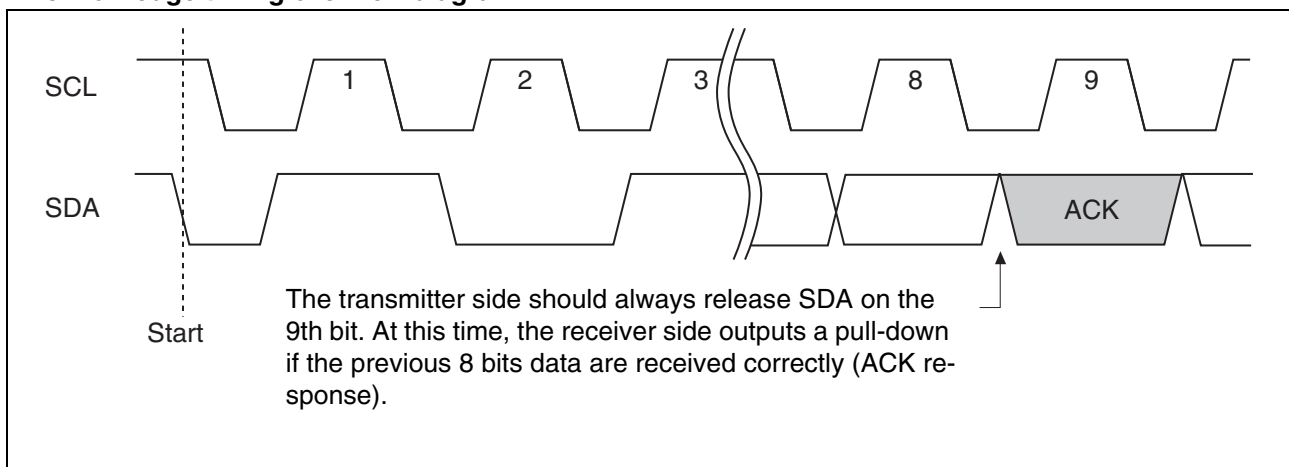 SCL
1
2
3
8
9
SDA
ACK
Start
The transmitter side should always release SDA on the
9th bit. At this time, the receiver side outputs a pull-down
if the previous 8 bits data are received correctly (ACK re-
sponse).